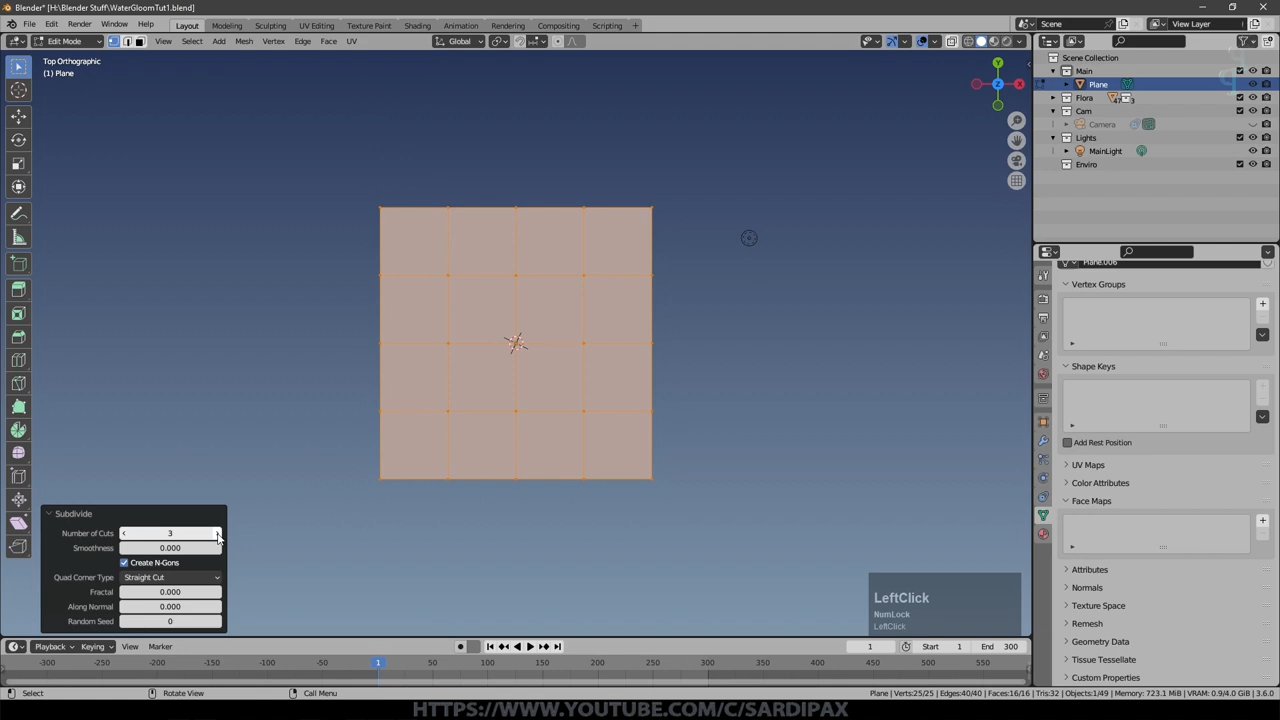 Blender* [H:\Blender Stuff\WaterGloomTut1.blend]
File Edit Render Window Help Layout Modeling Sculpting UV Editing Texture Paint Shading Animation Rendering Compositing Scripting + Scene View Layer
Edit Mode View Select Add Mesh Vertex Edge Face UV Global
Top Orthographic
(1) Plane
Y
Z
X
Scene Collection
Main
Plane
Flora 47 3
Cam
Camera
Lights
MainLight
Enviro
Plane.006
Vertex Groups
Shape Keys
Add Rest Position
UV Maps
Color Attributes
Face Maps
Attributes
Normals
Texture Space
Remesh
Geometry Data
Tissue Tessellate
Custom Properties
Subdivide
Number of Cuts 3
Smoothness 0.000
Create N-Gons
Quad Corner Type Straight Cut
Fractal 0.000
Along Normal 0.000
Random Seed 0
LeftClick
NumLock
LeftClick
Playback Keying View Marker 1 Start 1 End 300
-300 -250 -200 -150 -100 -50 1 50 100 150 200 250 300 350 400 450 500 550
Select Rotate View Call Menu Plane | Verts:25/25 | Edges:40/40 | Faces:16/16 | Tris:32 | Objects:1/49 | Memory: 723.1 MiB | VRAM: 0.9/4.0 GiB | 3.6.0
HTTPS://WWW.YOUTUBE.COM/C/SARDIPAX